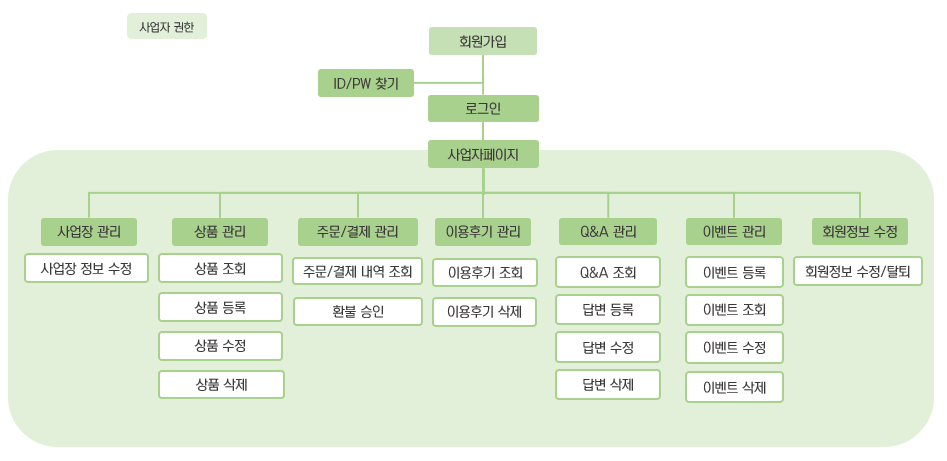 사업자 권한
회원가입
ID/PW 찾기
로그인
사업자페이지
사업장 관리
사업장 정보 수정
상품 관리
상품 조회
상품 등록
상품 수정
상품 삭제
주문/결제 관리
주문/결제 내역 조회
환불 승인
이용후기 관리
이용후기 조회
이용후기 삭제
Q&A 관리
Q&A 조회
답변 등록
답변 수정
답변 삭제
이벤트 관리
이벤트 등록
이벤트 조회
이벤트 수정
이벤트 삭제
회원정보 수정
회원정보 수정/탈퇴